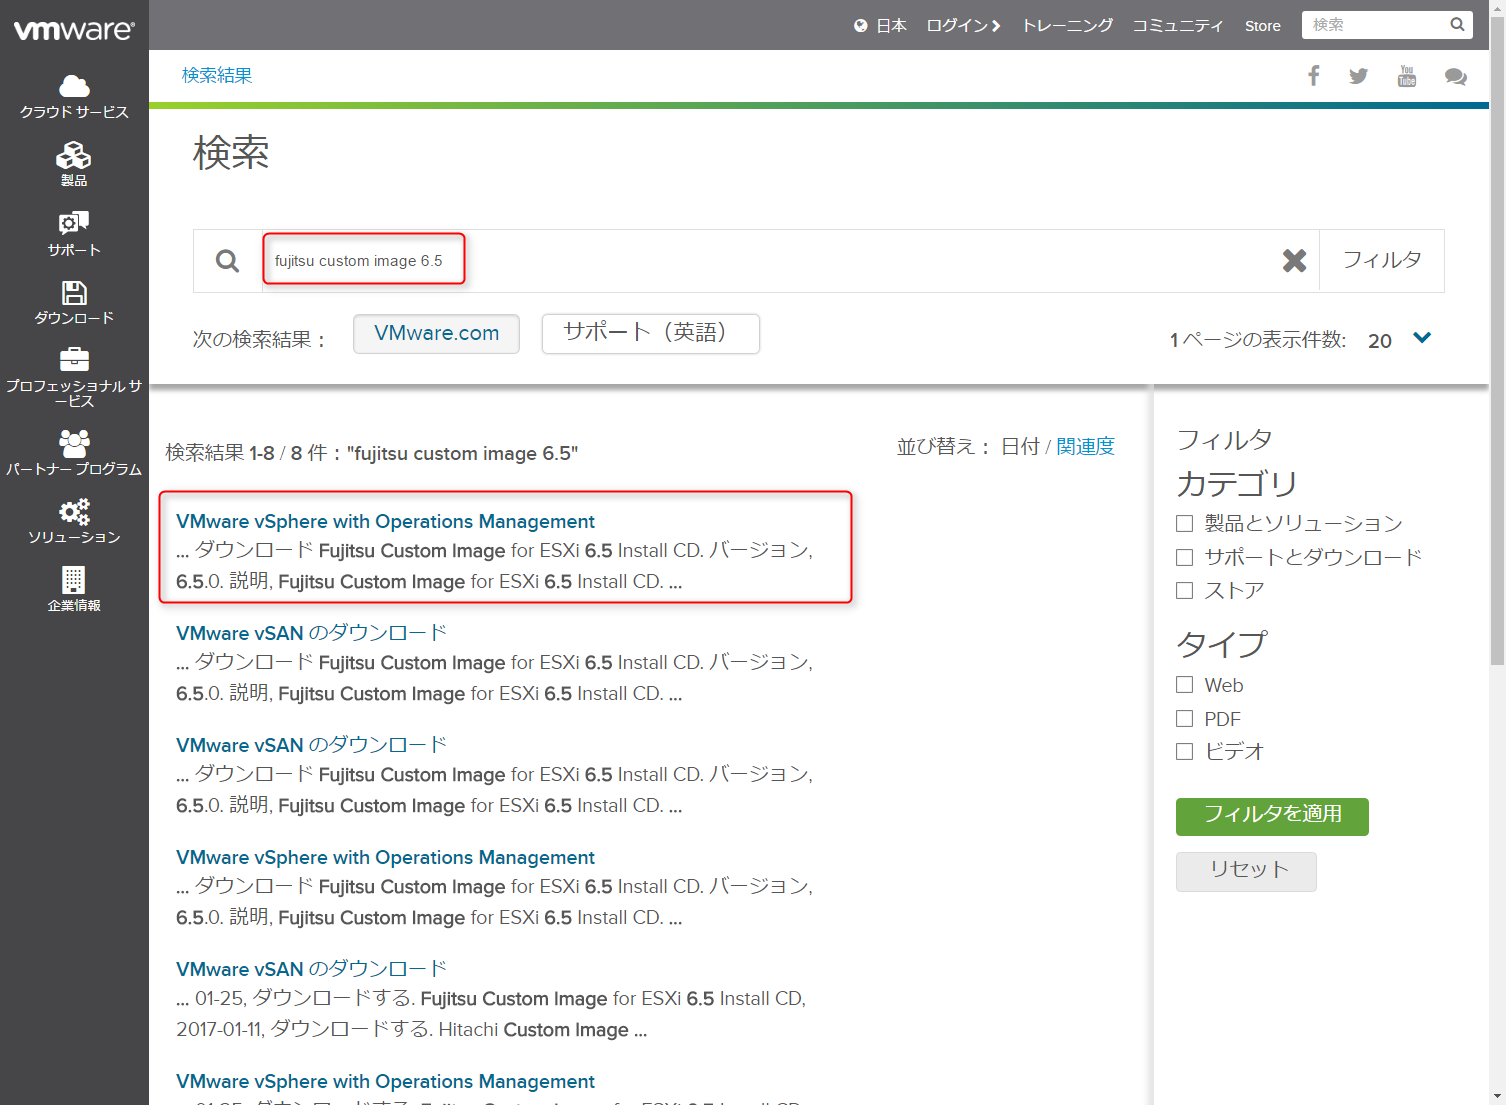 vmware
日本 ログイン トレーニング コミュニティ Store 検索
検索結果
クラウド サービス
製品
サポート
ダウンロード
プロフェッショナル サ
ービス
パートナー プログラム
ソリューション
企業情報
検索
fujitsu custom image 6.5
フィルタ
次の検索結果： VMware.com サポート（英語） 1 ページの表示件数: 20
検索結果 1-8 / 8 件："fujitsu custom image 6.5"
並び替え： 日付 / 関連度
VMware vSphere with Operations Management
... ダウンロード Fujitsu Custom Image for ESXi 6.5 Install CD. バージョン,
6.5.0. 説明, Fujitsu Custom Image for ESXi 6.5 Install CD. ...
VMware vSAN のダウンロード
... ダウンロード Fujitsu Custom Image for ESXi 6.5 Install CD. バージョン,
6.5.0. 説明, Fujitsu Custom Image for ESXi 6.5 Install CD. ...
VMware vSAN のダウンロード
... ダウンロード Fujitsu Custom Image for ESXi 6.5 Install CD. バージョン,
6.5.0. 説明, Fujitsu Custom Image for ESXi 6.5 Install CD. ...
VMware vSphere with Operations Management
... ダウンロード Fujitsu Custom Image for ESXi 6.5 Install CD. バージョン,
6.5.0. 説明, Fujitsu Custom Image for ESXi 6.5 Install CD. ...
VMware vSAN のダウンロード
... 01-25, ダウンロードする. Fujitsu Custom Image for ESXi 6.5 Install CD,
2017-01-11, ダウンロードする. Hitachi Custom Image ...
VMware vSphere with Operations Management
フィルタ
カテゴリ
製品とソリューション
サポートとダウンロード
ストア
タイプ
Web
PDF
ビデオ
フィルタを適用
リセット